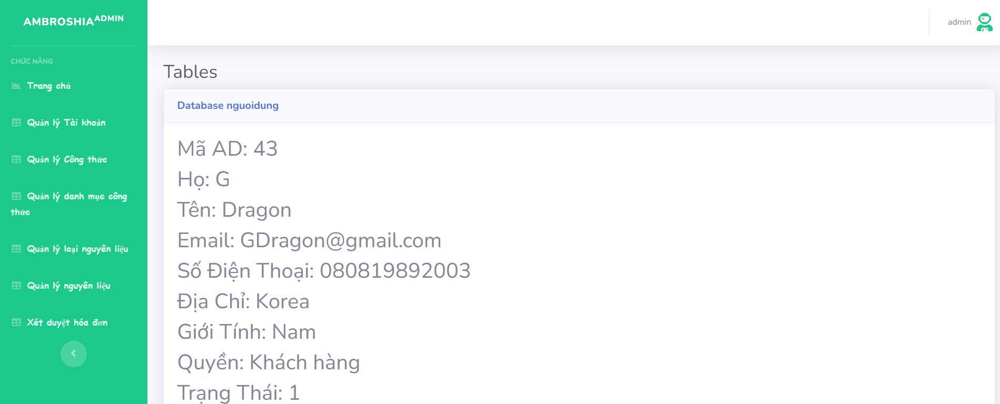 AMBROSHIA ADMIN
admin
CHỨC NĂNG
Trang chủ
Quản lý Tài khoản
Quản lý Công thức
Quản lý danh mục công
thức
Quản lý loại nguyên liệu
Quản lý nguyên liệu
Xét duyệt hóa đơn
Tables
Database nguoidung
Mã AD: 43
Họ: G
Tên: Dragon
Email: GDragon@gmail.com
Số Điện Thoại: 080819892003
Địa Chỉ: Korea
Giới Tính: Nam
Quyền: Khách hàng
Trạng Thái: 1